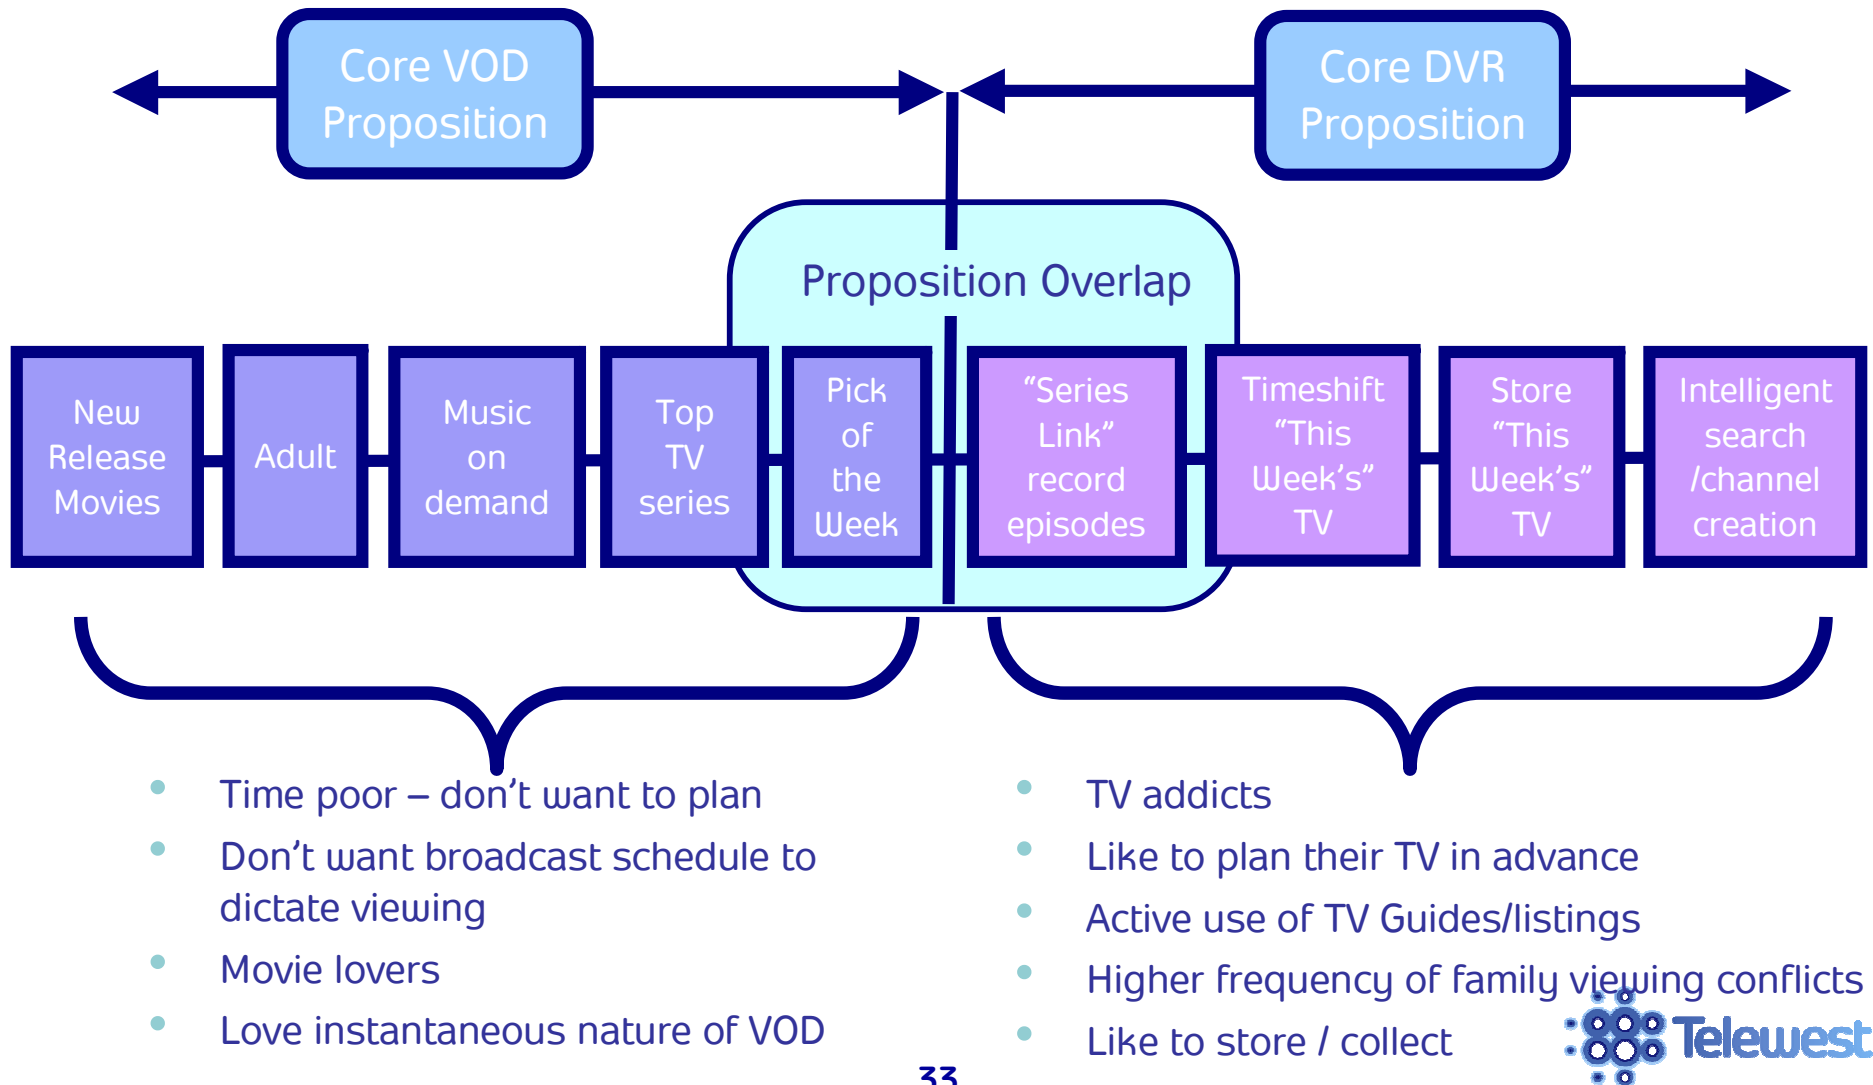 Core VOD
Proposition
Core DVR
Proposition
Proposition Overlap
New
Release
Movies
Adult
Music
on
demand
Top
TV
series
Pick
of
the
Week
“Series
Link”
record
episodes
Timeshift
“This
Week’s”
TV
Store
“This
Week’s”
TV
Intelligent
search
/channel
creation
• Time poor – don’t want to plan
• Don’t want broadcast schedule to
dictate viewing
• Movie lovers
• Love instantaneous nature of VOD
• TV addicts
• Like to plan their TV in advance
• Active use of TV Guides/listings
• Higher frequency of family viewing conflicts
• Like to store / collect
Telewest
33